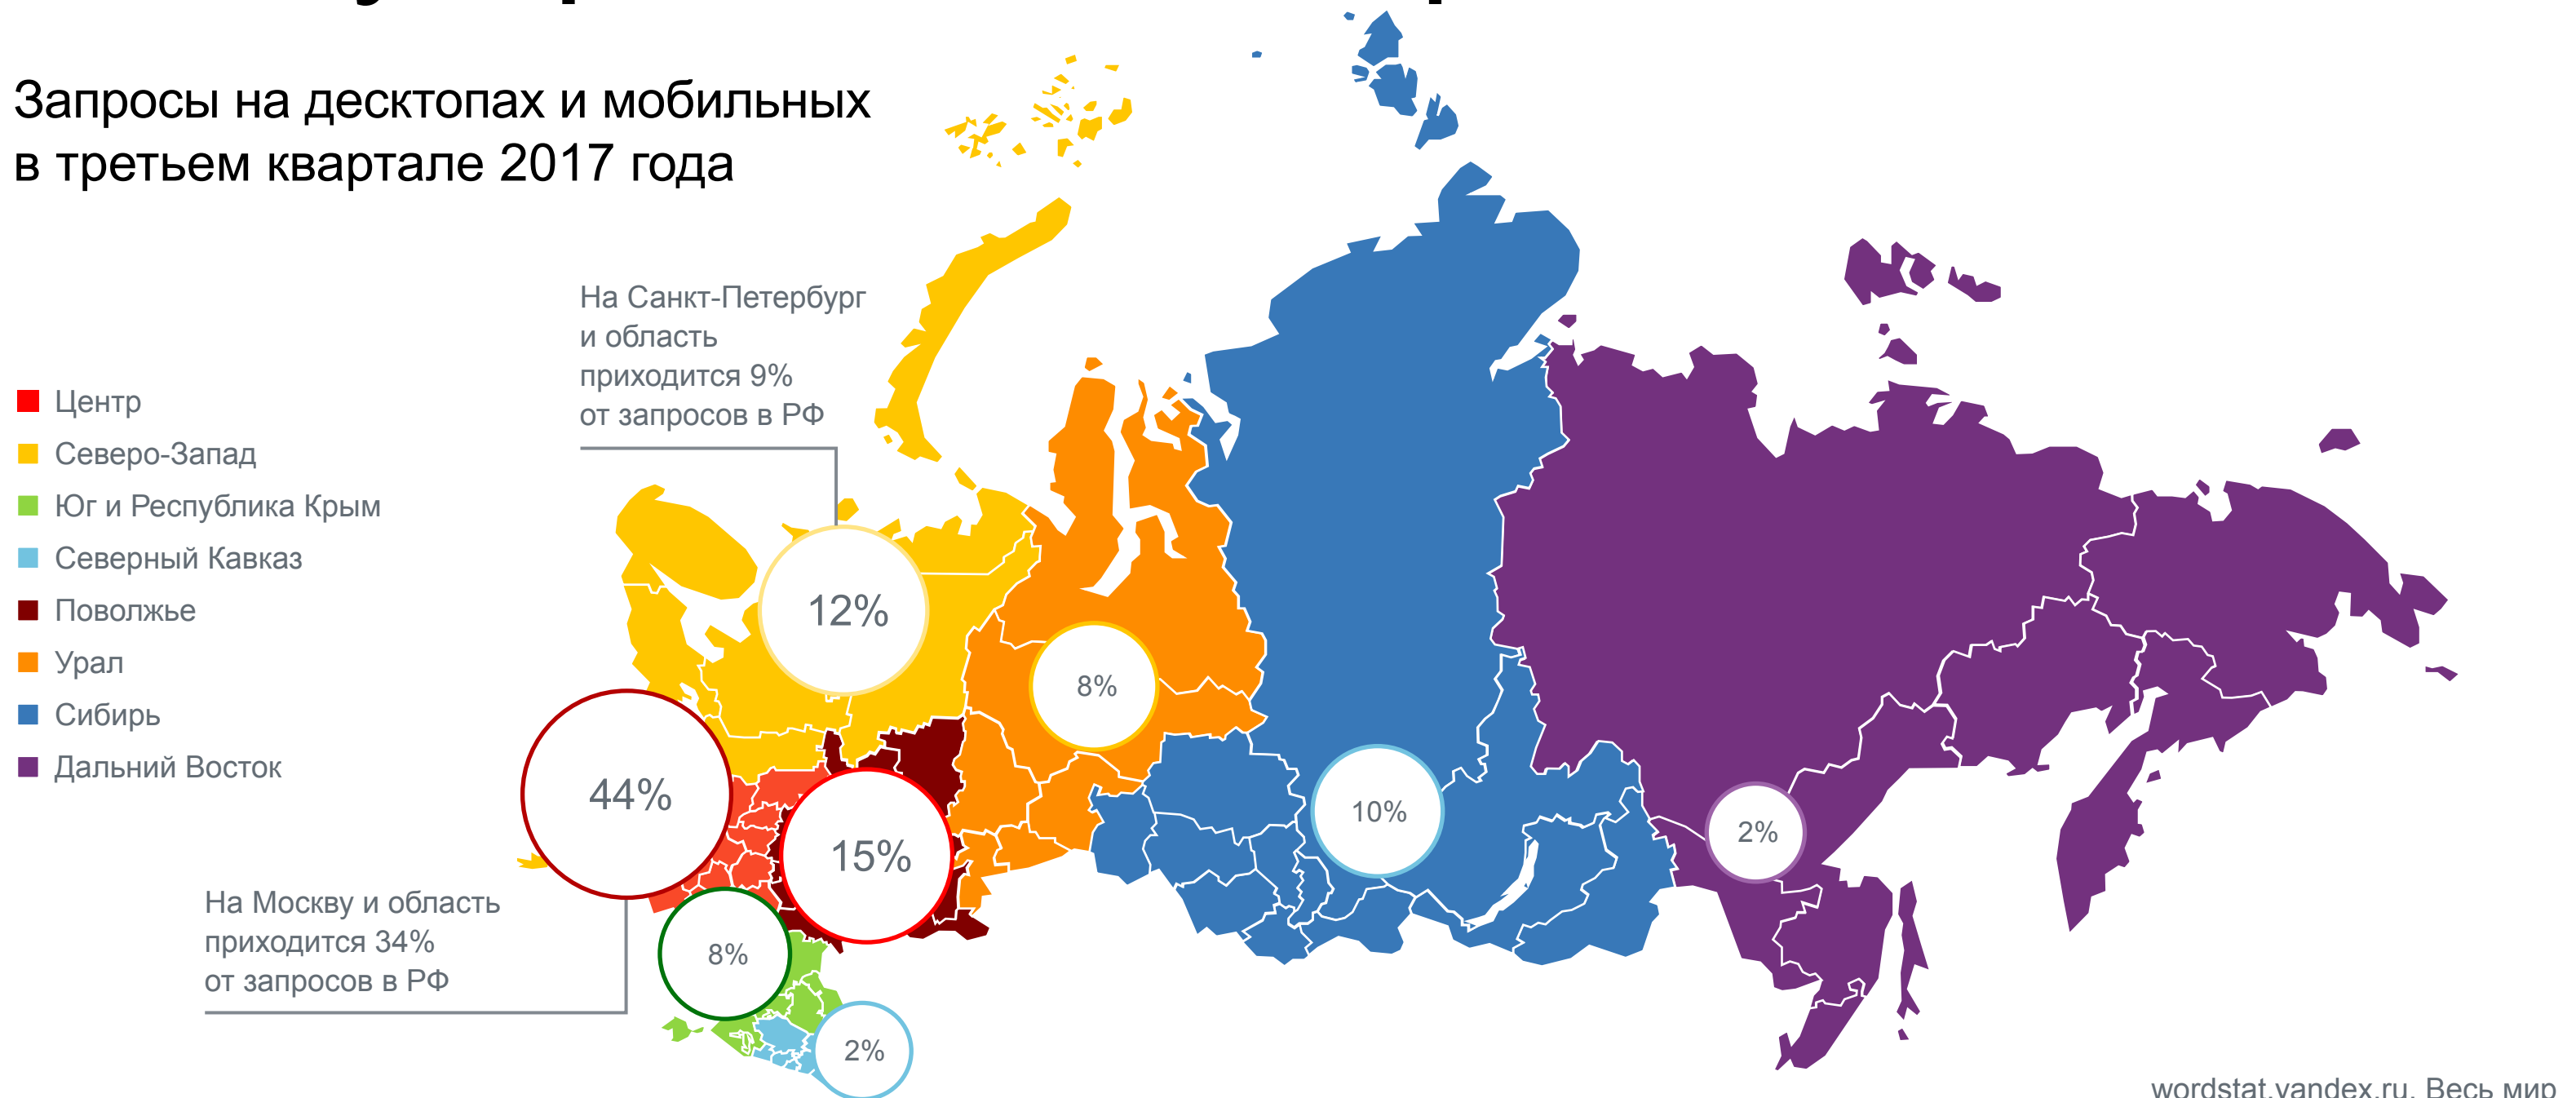 Запросы на десктопах и мобильных
в третьем квартале 2017 года
На Санкт-Петербург
и область
приходится 9%
от запросов в РФ
Центр
Северо-Запад
Юг и Республика Крым
Северный Кавказ
Поволжье
Урал
Сибирь
Дальний Восток
12%
8%
44%
15%
10%
2%
На Москву и область
приходится 34%
от запросов в РФ
8%
2%
wordstat.yandex.ru. Весь мир